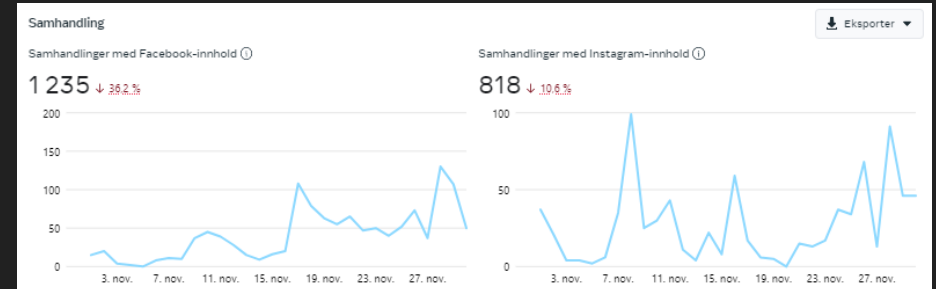 Samhandling
Eksporter
Samhandlinger med Facebook-innhold
1 235 ↓ 36,2 %
200
150
100
50
0
3. nov. 7. nov. 11. nov. 15. nov. 19. nov. 23. nov. 27. nov.
Samhandlinger med Instagram-innhold
818 ↓ 10,6 %
100
50
0
3. nov. 7. nov. 11. nov. 15. nov. 19. nov. 23. nov. 27. nov.